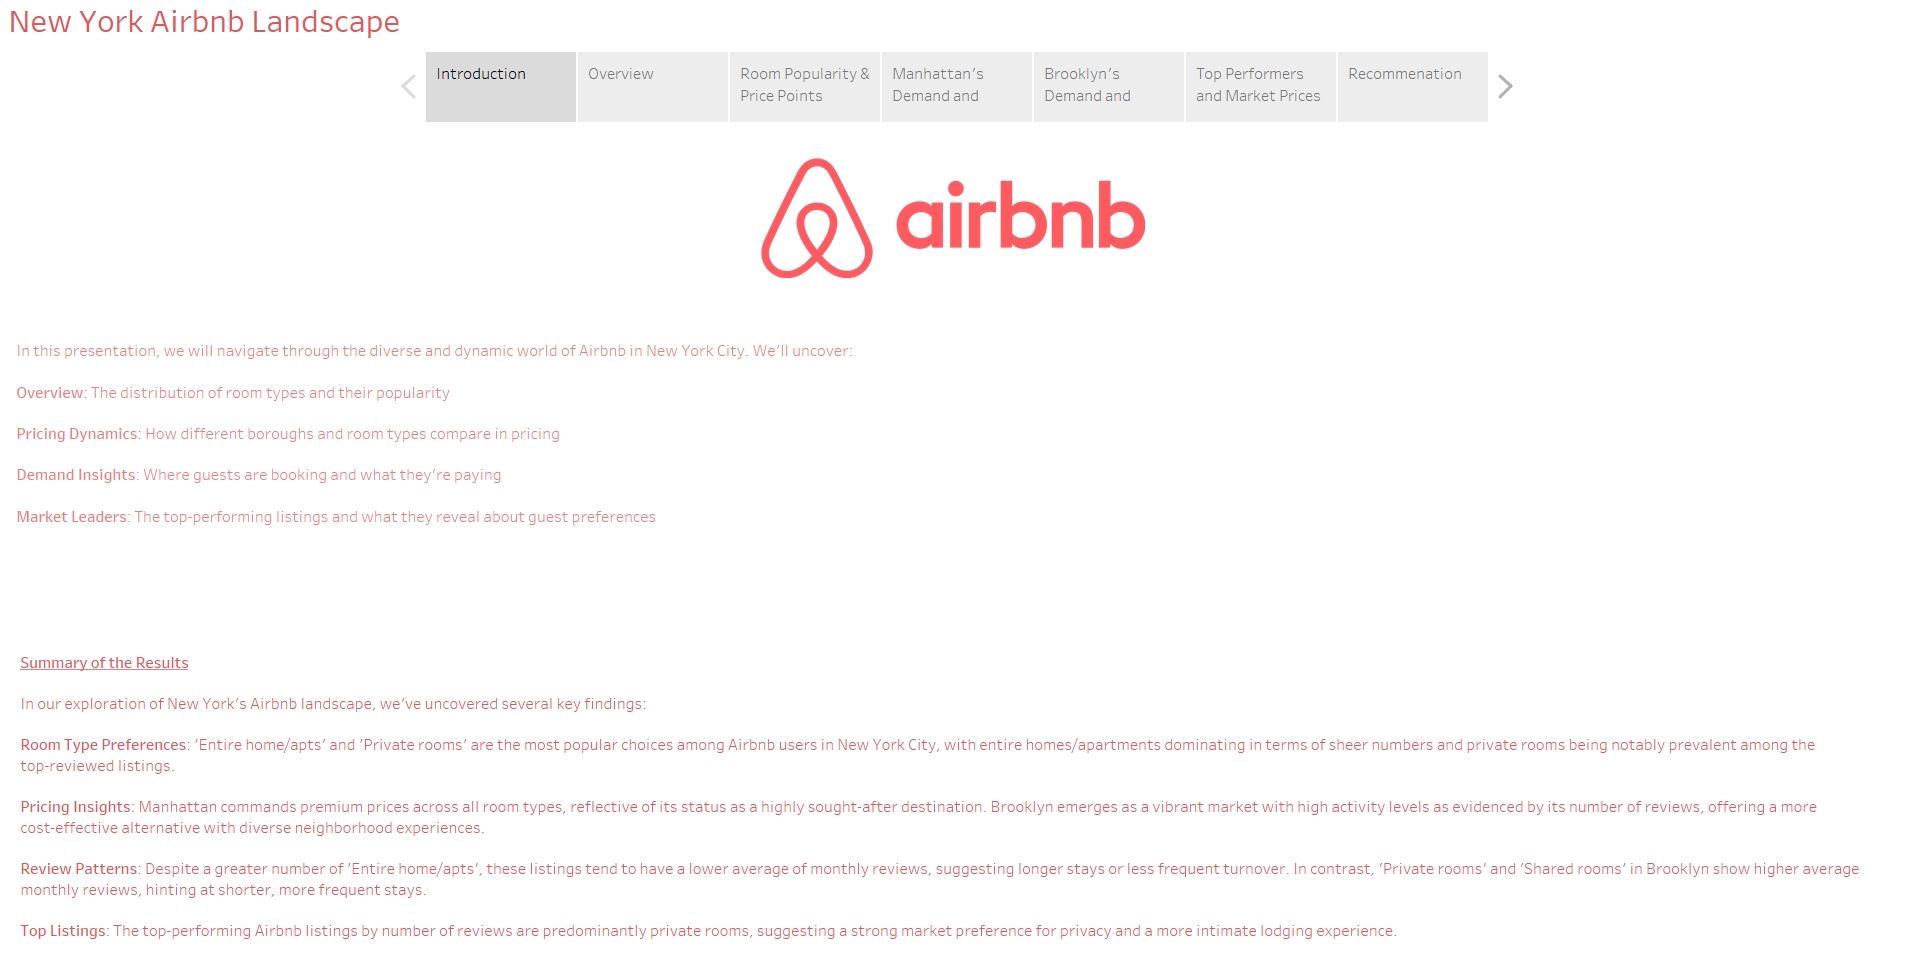 New York Airbnb Landscape
Introduction
Overview
Room Popularity &
Price Points
Manhattan's
Demand and
Brooklyn's
Demand and
Top Performers
and Market Prices
Recommenation
airbnb
In this presentation, we will navigate through the diverse and dynamic world of Airbnb in New York City. We'll uncover:
Overview: The distribution of room types and their popularity
Pricing Dynamics: How different boroughs and room types compare in pricing
Demand Insights: Where guests are booking and what they're paying
Market Leaders: The top-performing listings and what they reveal about guest preferences
Summary of the Results
In our exploration of New York's Airbnb landscape, we've uncovered several key findings:
Room Type Preferences: 'Entire home/apts' and 'Private rooms' are the most popular choices among Airbnb users in New York City, with entire homes/apartments dominating in terms of sheer numbers and private rooms being notably prevalent among the
top-reviewed listings.
Pricing Insights: Manhattan commands premium prices across all room types, reflective of its status as a highly sought-after destination. Brooklyn emerges as a vibrant market with high activity levels as evidenced by its number of reviews, offering a more
cost-effective alternative with diverse neighborhood experiences.
Review Patterns: Despite a greater number of 'Entire home/apts', these listings tend to have a lower average of monthly reviews, suggesting longer stays or less frequent turnover. In contrast, 'Private rooms' and 'Shared rooms' in Brooklyn show higher average
monthly reviews, hinting at shorter, more frequent stays.
Top Listings: The top-performing Airbnb listings by number of reviews are predominantly private rooms, suggesting a strong market preference for privacy and a more intimate lodging experience.